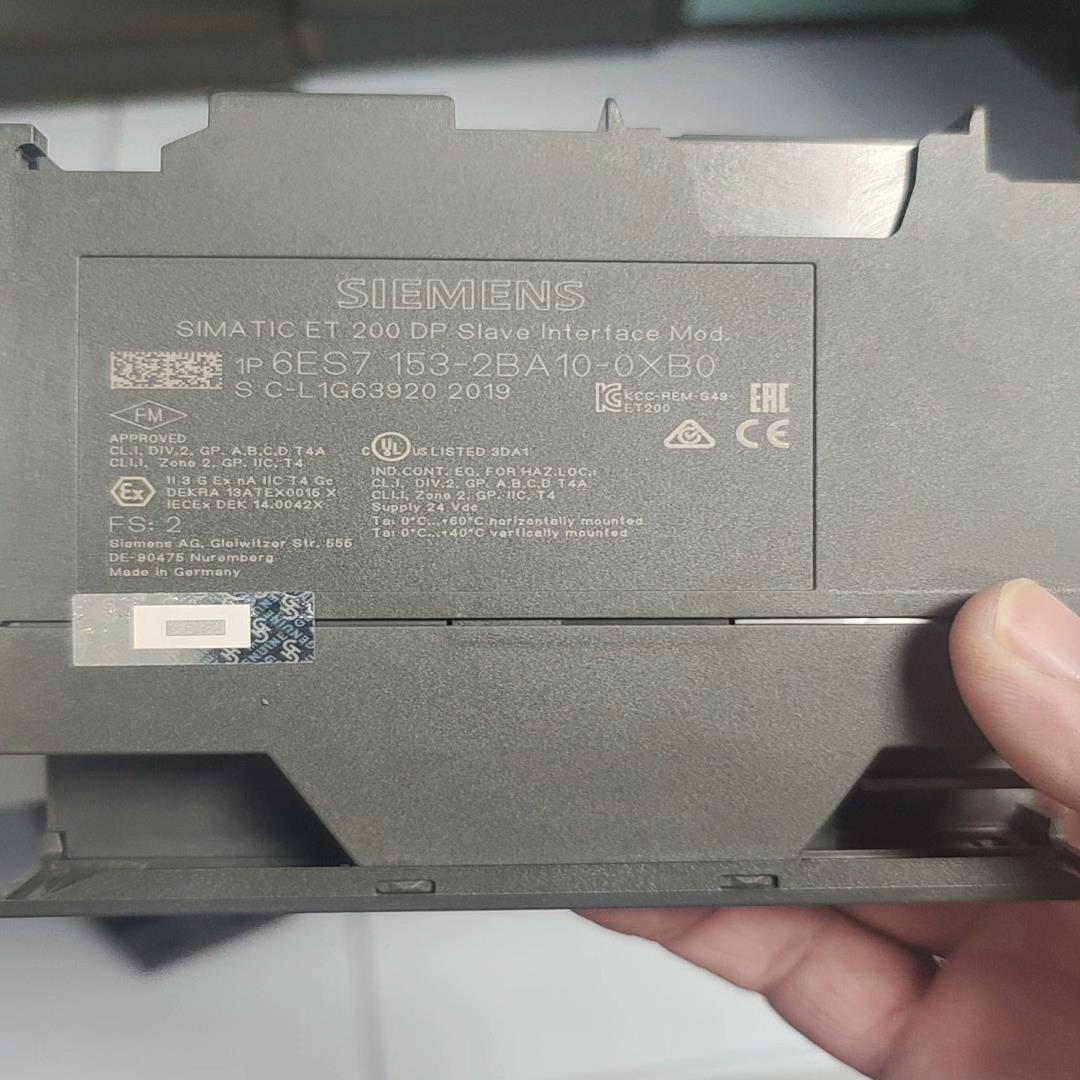 SIEMENS
SIMATIC ET 200 DP Slave Interface Mod.
1P 6ES7 153-2BA10-0XB0
S C-L1G63920 2019
KCC-REM-S49-
ET200
EAC
FM
APPROVED
CL.I, DIV.2, GP. A,B,C,D T4A
CL.I, Zone 2, GP. IIC, T4
Ex
II 3 G Ex nA IIC T4 Gc
DEKRA 13ATEX0015 X
IECEx DEK 14.0042X
FS: 2
Siemens AG, Gleiwitzer Str. 555
DE-90475 Nuremberg
Made in Germany
C UL US LISTED 3DA1
IND.CONT. EQ. FOR HAZ.LOC.:
CL.I, DIV.2, GP. A,B,C,D T4A
CL.I, Zone 2, GP. IIC, T4
Supply 24 Vdc
Ta: 0°C...+60°C horizontally mounted
Ta: 0°C...+40°C vertically mounted
CE
GENUINE